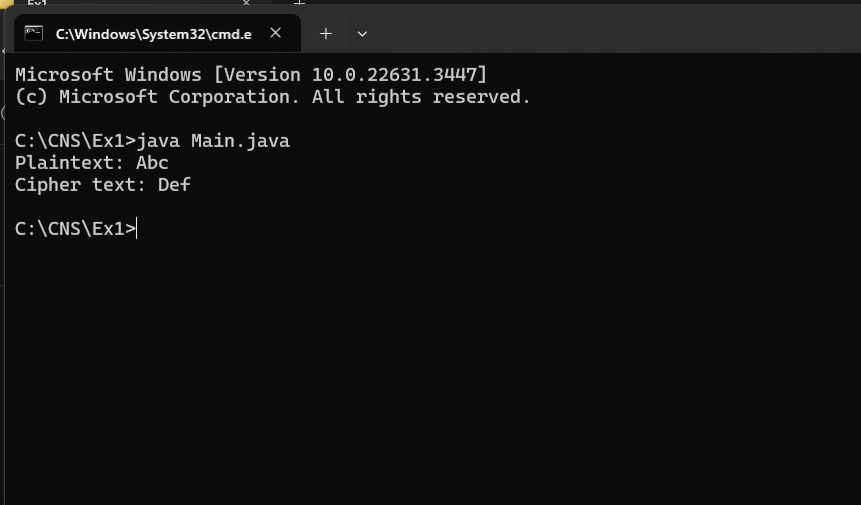 Ex1
C:\Windows\System32\cmd.e
Microsoft Windows [Version 10.0.22631.3447]
(c) Microsoft Corporation. All rights reserved.
C:\CNS\Ex1>java Main.java
Plaintext: Abc
Cipher text: Def
C:\CNS\Ex1>